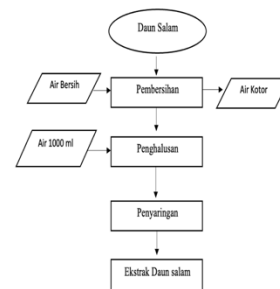 Daun Salam
Air Bersih
Pembersihan
Air Kotor
Air 1000 ml
Penghalusan
Penyaringan
Ekstrak Daun salam